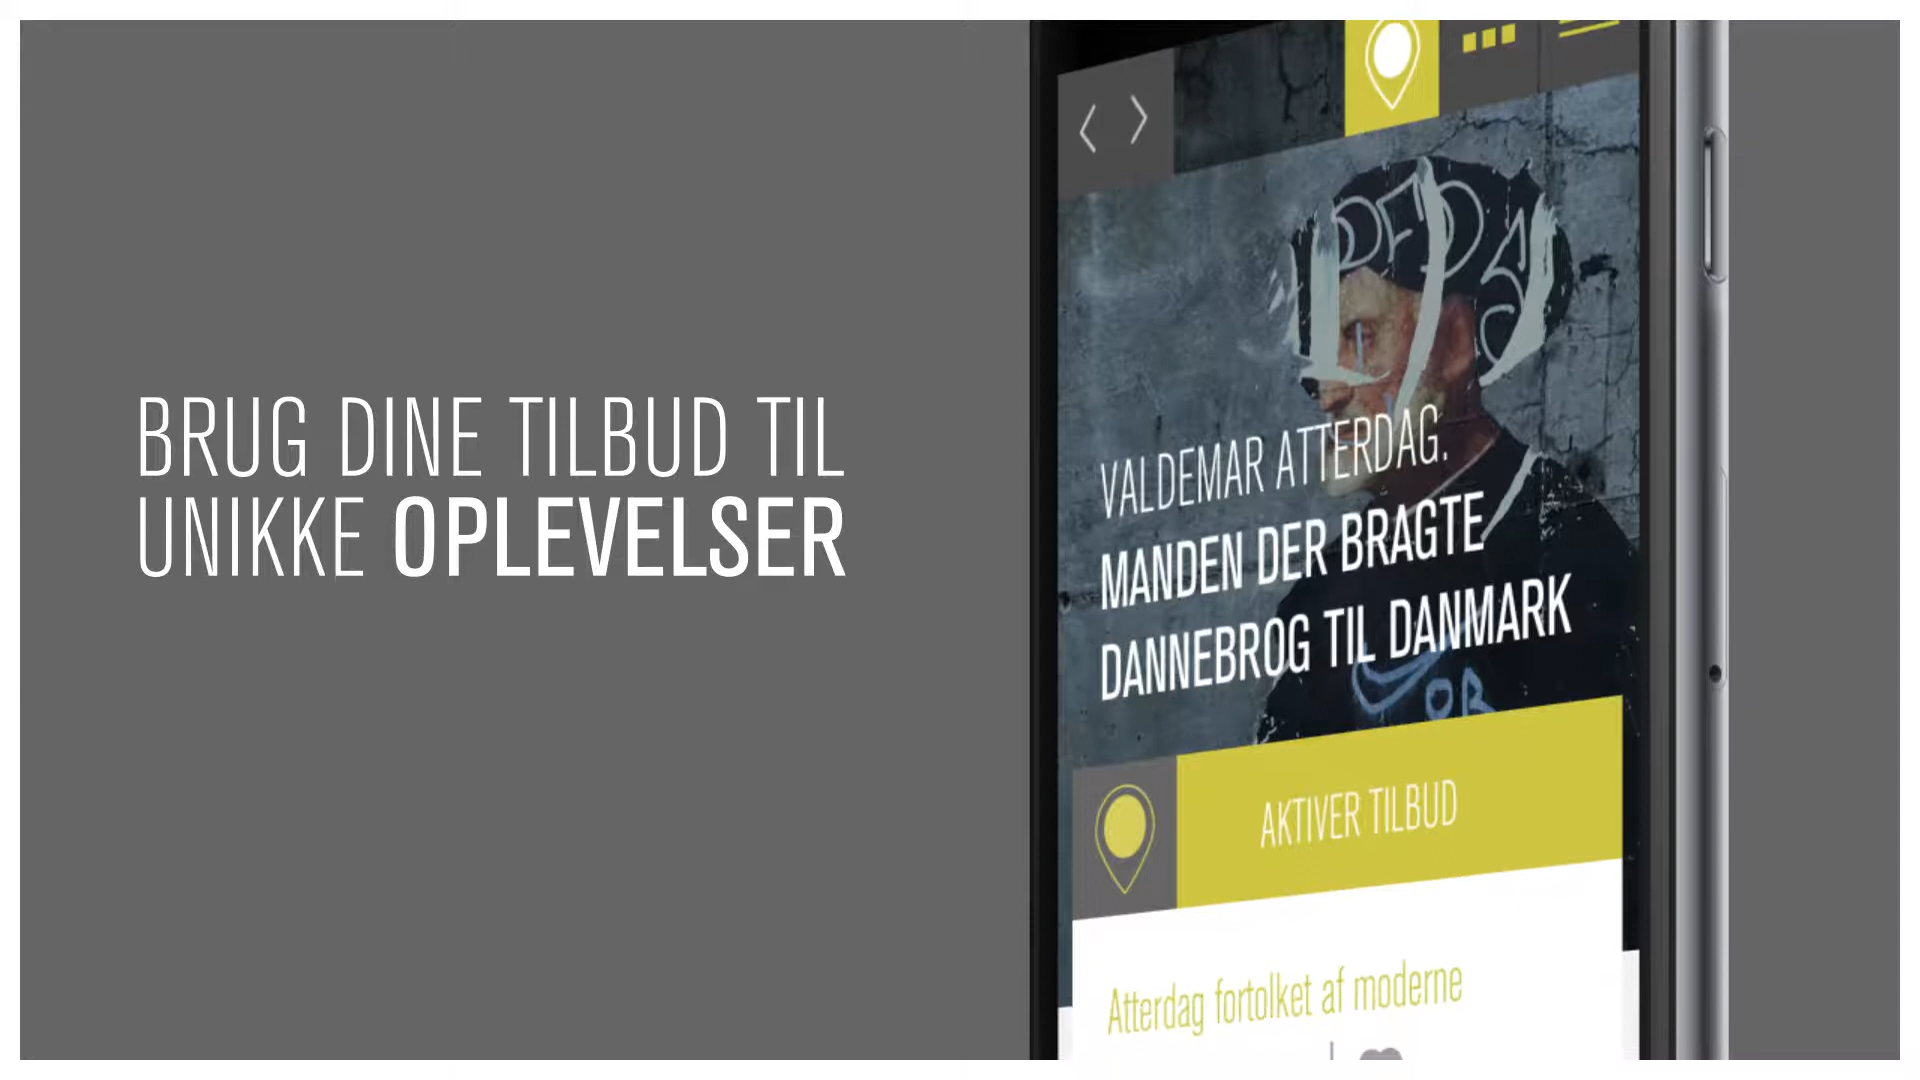 BRUG DINE TILBUD TIL
UNIKKE OPLEVELSER
VALDEMAR ATTERDAG.
MANDEN DER BRAGTE
DANNEBROG TIL DANMARK
AKTIVER TILBUD
Atterdag fortolket af moderne